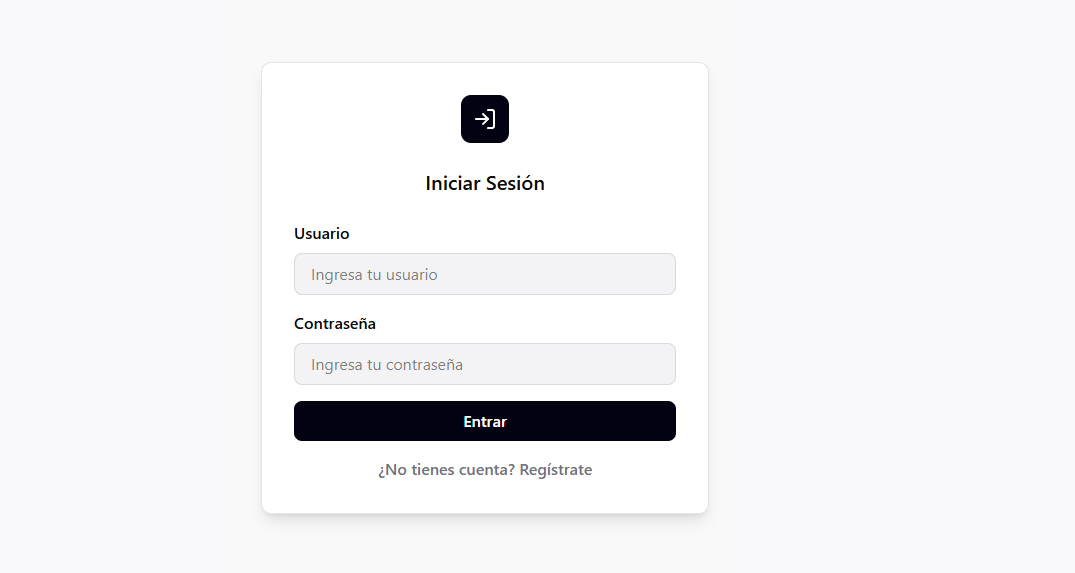 Iniciar Sesión
Usuario
Ingresa tu usuario
Contraseña
Ingresa tu contraseña
Entrar
¿No tienes cuenta? Regístrate